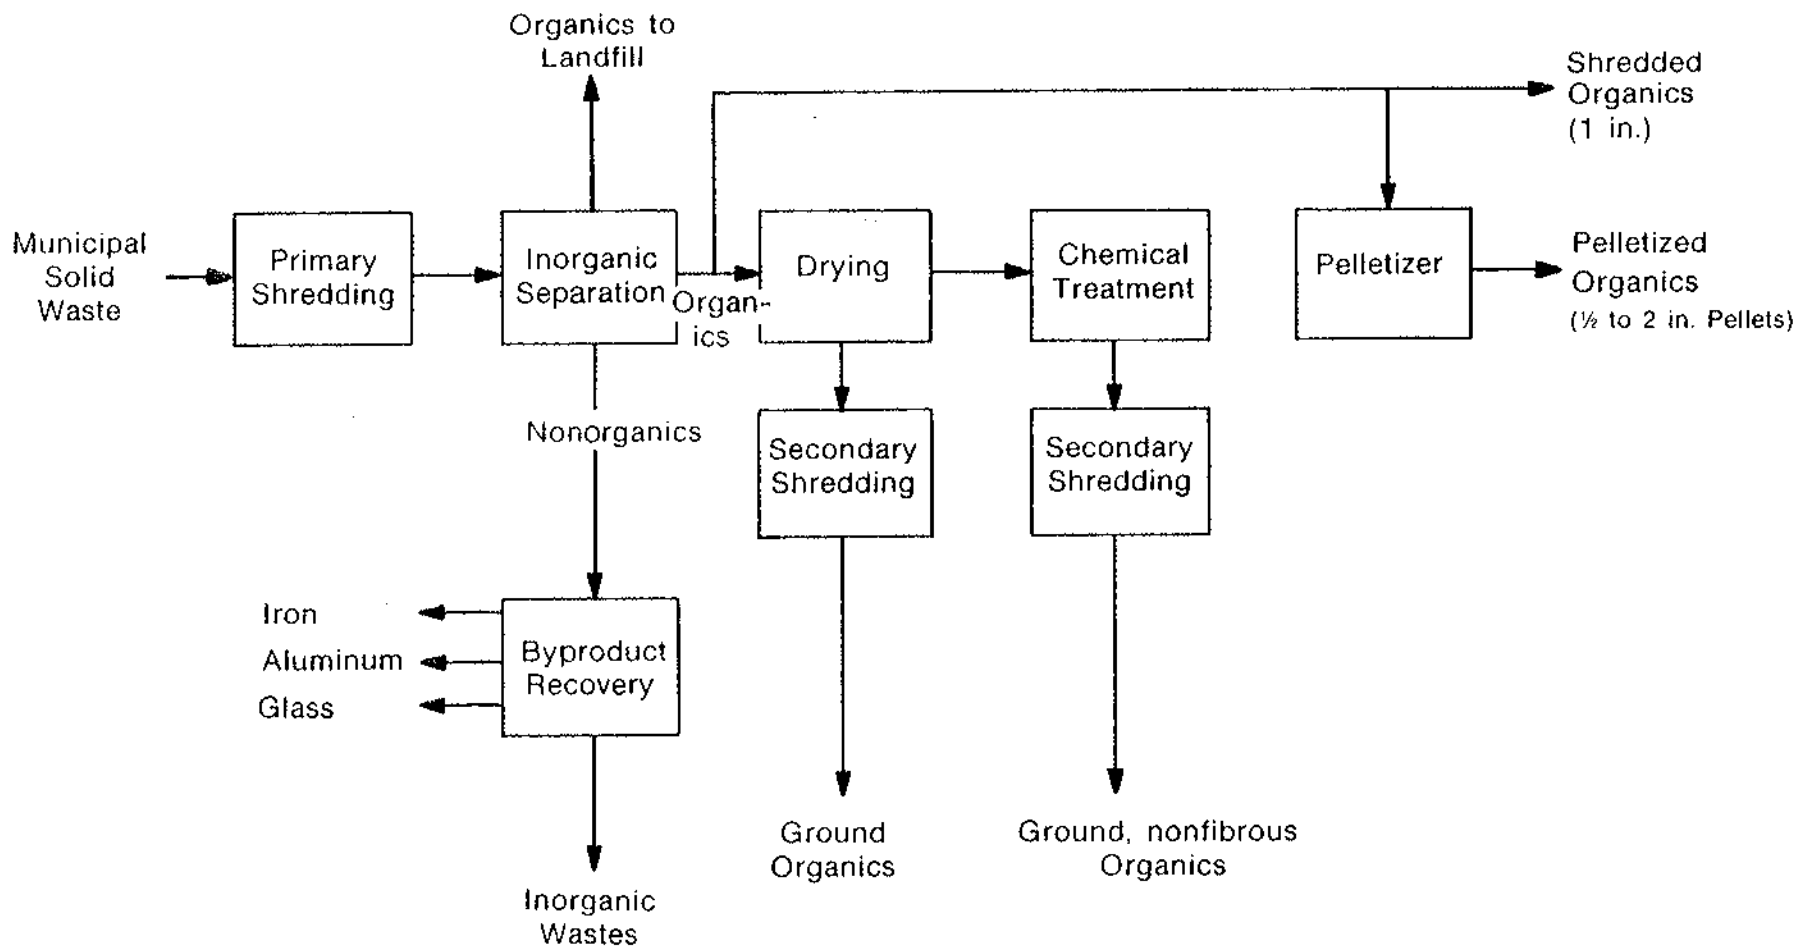 Organics to
Landfill
Shredded
Organics
(1 in.)
Municipal
Solid
Waste
Primary
Shredding
Inorganic
Separation
Organ-
ics
Drying
Chemical
Treatment
Pelletizer
Pelletized
Organics
(½ to 2 in. Pellets)
Nonorganics
Secondary
Shredding
Secondary
Shredding
Iron
Aluminum
Glass
Byproduct
Recovery
Ground
Organics
Ground, nonfibrous
Organics
Inorganic
Wastes